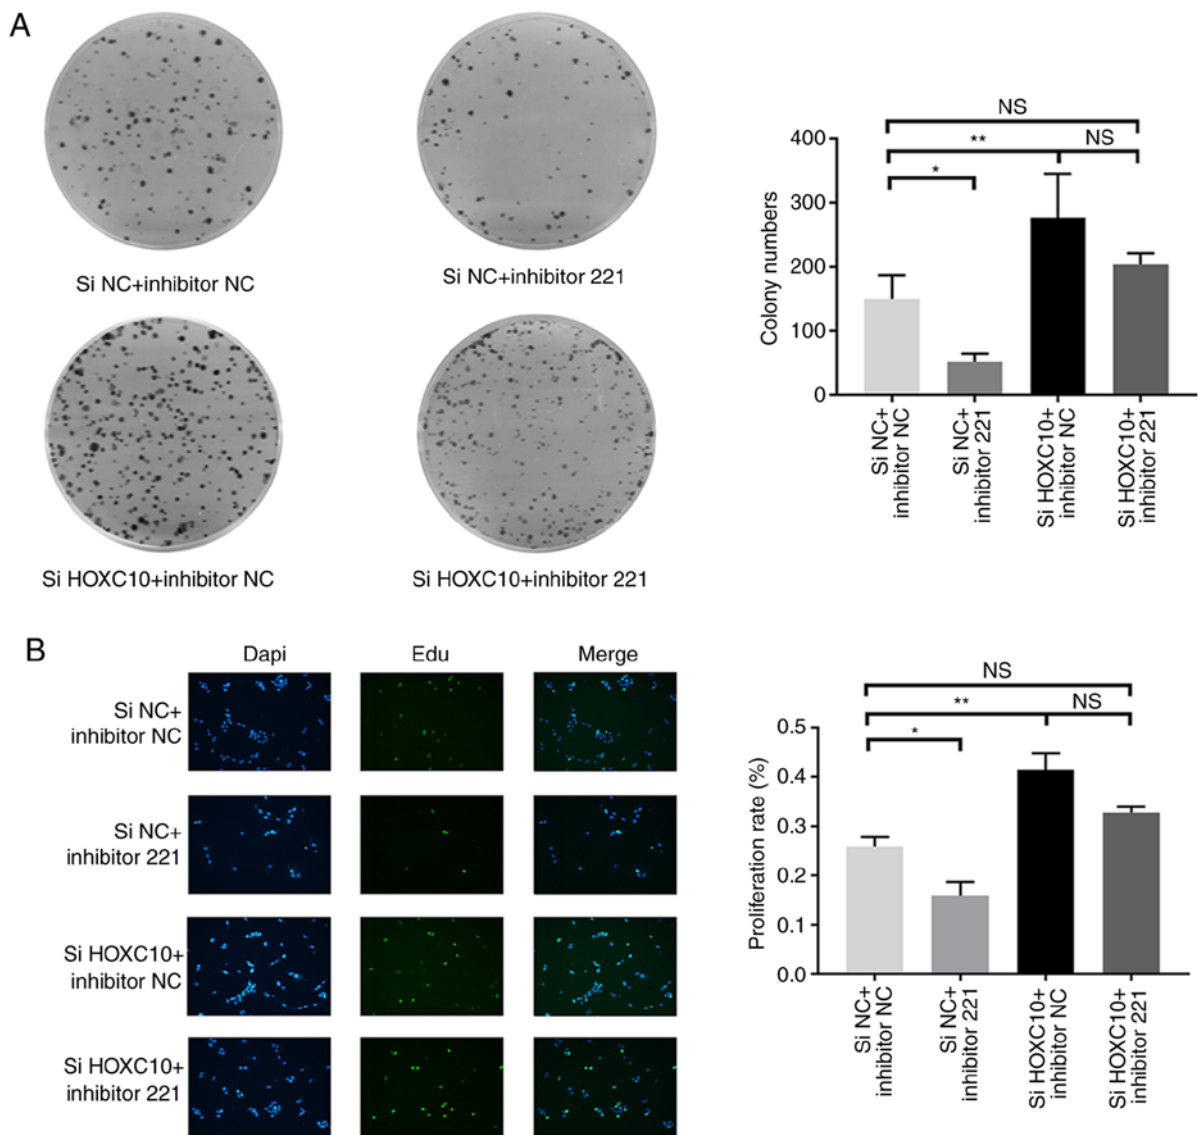 A
Si NC+inhibitor NC
Si NC+inhibitor 221
Si HOXC10+inhibitor NC
Si HOXC10+inhibitor 221
NS
**
NS
*
400
300
200
100
0
Colony numbers
Si NC+
inhibitor NC
Si NC+
inhibitor 221
Si HOXC10+
inhibitor NC
Si HOXC10+
inhibitor 221
B
Dapi
Edu
Merge
Si NC+
inhibitor NC
Si NC+
inhibitor 221
Si HOXC10+
inhibitor NC
Si HOXC10+
inhibitor 221
NS
**
NS
*
0.5
0.4
0.3
0.2
0.1
0.0
Proliferation rate (%)
Si NC+
inhibitor NC
Si NC+
inhibitor 221
Si HOXC10+
inhibitor NC
Si HOXC10+
inhibitor 221